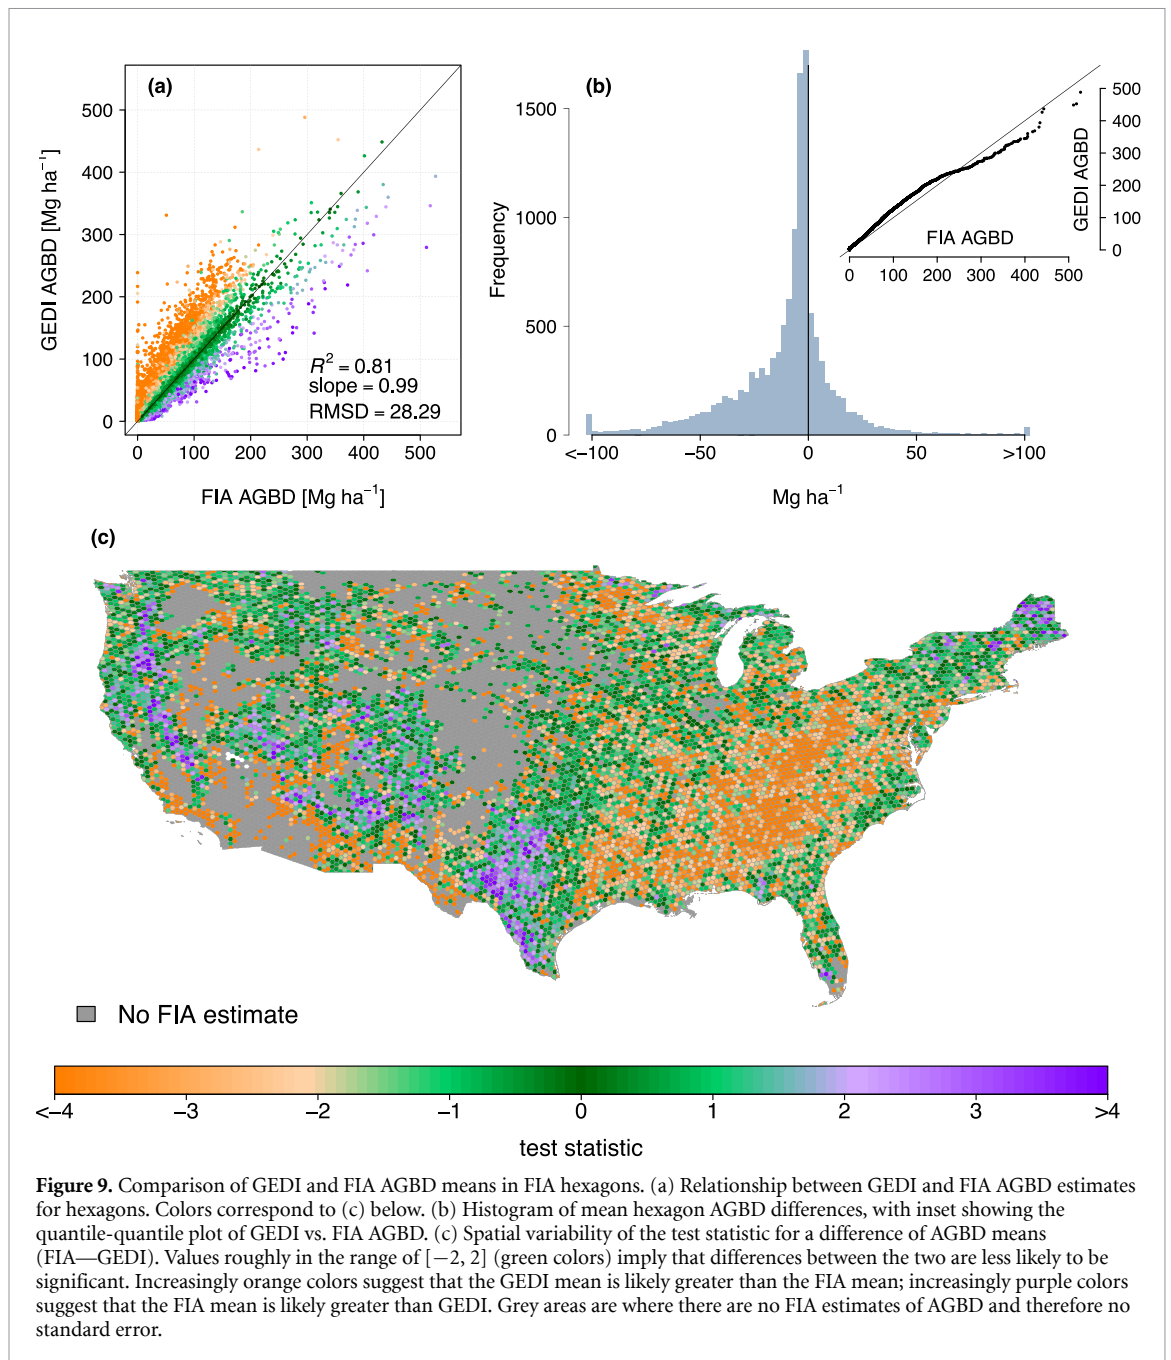 (a)
500
400
300
200
100
0
GEDI AGBD [Mg ha⁻¹]
R² = 0.81
slope = 0.99
RMSD = 28.29
0 100 200 300 400 500
FIA AGBD [Mg ha⁻¹]
(b)
1500
1000
500
0
Frequency
<−100 −50 0 50 >100
Mg ha⁻¹
500
400
300
200
100
0
GEDI AGBD
FIA AGBD
0 100 200 300 400 500
(c)
No FIA estimate
<−4 −3 −2 −1 0 1 2 3 >4
test statistic
Figure 9. Comparison of GEDI and FIA AGBD means in FIA hexagons. (a) Relationship between GEDI and FIA AGBD estimates
for hexagons. Colors correspond to (c) below. (b) Histogram of mean hexagon AGBD differences, with inset showing the
quantile-quantile plot of GEDI vs. FIA AGBD. (c) Spatial variability of the test statistic for a difference of AGBD means
(FIA—GEDI). Values roughly in the range of [−2, 2] (green colors) imply that differences between the two are less likely to be
significant. Increasingly orange colors suggest that the GEDI mean is likely greater than the FIA mean; increasingly purple colors
suggest that the FIA mean is likely greater than GEDI. Grey areas are where there are no FIA estimates of AGBD and therefore no
standard error.